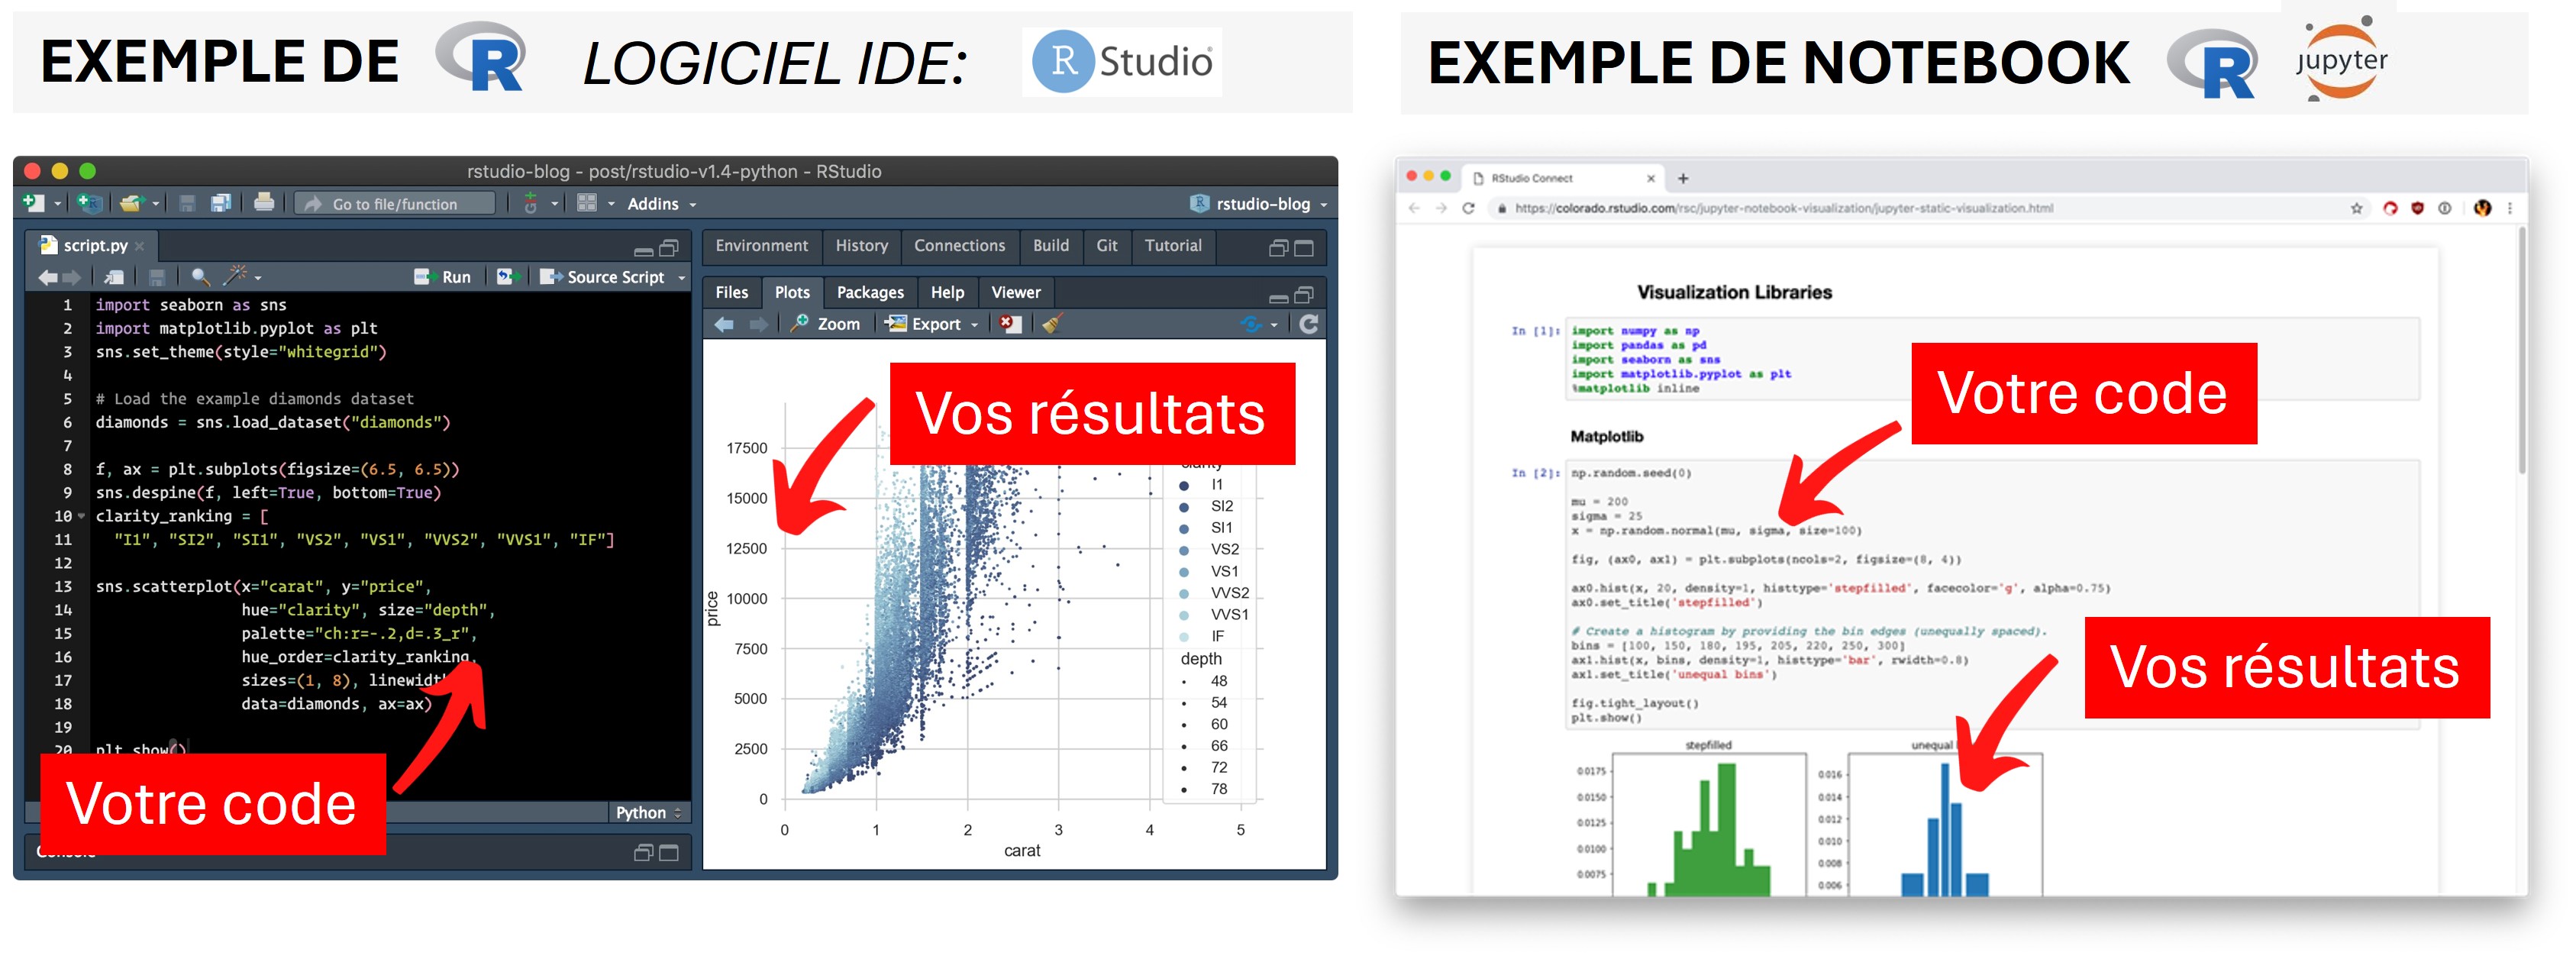 EXEMPLE DE R LOGICIEL IDE: R Studio
EXEMPLE DE NOTEBOOK R jupyter
rstudio-blog - post/rstudio-v1.4-python - RStudio
Go to file/function Addins rstudio-blog
script.py
Run Source Script
1 import seaborn as sns
2 import matplotlib.pyplot as plt
3 sns.set_theme(style="whitegrid")
4
5 # Load the example diamonds dataset
6 diamonds = sns.load_dataset("diamonds")
7
8 f, ax = plt.subplots(figsize=(6.5, 6.5))
9 sns.despine(f, left=True, bottom=True)
10 clarity_ranking = [
11 "I1", "SI2", "SI1", "VS2", "VS1", "VVS2", "VVS1", "IF"]
12
13 sns.scatterplot(x="carat", y="price",
14 hue="clarity", size="depth",
15 palette="ch:r=-.2,d=.3_r",
16 hue_order=clarity_ranking,
17 sizes=(1, 8),
18 data=diamonds, ax=ax)
19
20 plt.show()
Votre code
Python
Console
Environment History Connections Build Git Tutorial
Files Plots Packages Help Viewer
Zoom Export
Vos résultats
17500
15000
12500
10000
7500
5000
2500
0
price
0 1 2 3 4 5
carat
clarity
I1
SI2
SI1
VS2
VS1
VVS2
VVS1
IF
depth
48
54
60
66
72
78
RStudio Connect
https://colorado.rstudio.com/rsc/jupyter-notebook-visualization/jupyter-static-visualization.html
Visualization Libraries
In [1]: import numpy as np
import pandas as pd
import seaborn as sns
import matplotlib.pyplot as plt
%matplotlib inline
Votre code
Matplotlib
In [2]: np.random.seed(0)
mu = 200
sigma = 25
x = np.random.normal(mu, sigma, size=100)
fig, (ax0, ax1) = plt.subplots(ncols=2, figsize=(8, 4))
ax0.hist(x, 20, density=1, histtype='stepfilled', facecolor='g', alpha=0.75)
ax0.set_title('stepfilled')
# Create a histogram by providing the bin edges (unequally spaced).
bins = [100, 150, 180, 195, 205, 220, 250, 300]
ax1.hist(x, bins, density=1, histtype='bar', rwidth=0.8)
ax1.set_title('unequal bins')
fig.tight_layout()
plt.show()
Vos résultats
stepfilled
0.0175
0.0150
0.0125
0.0100
0.0075
unequal
0.016
0.014
0.012
0.010
0.008
0.006